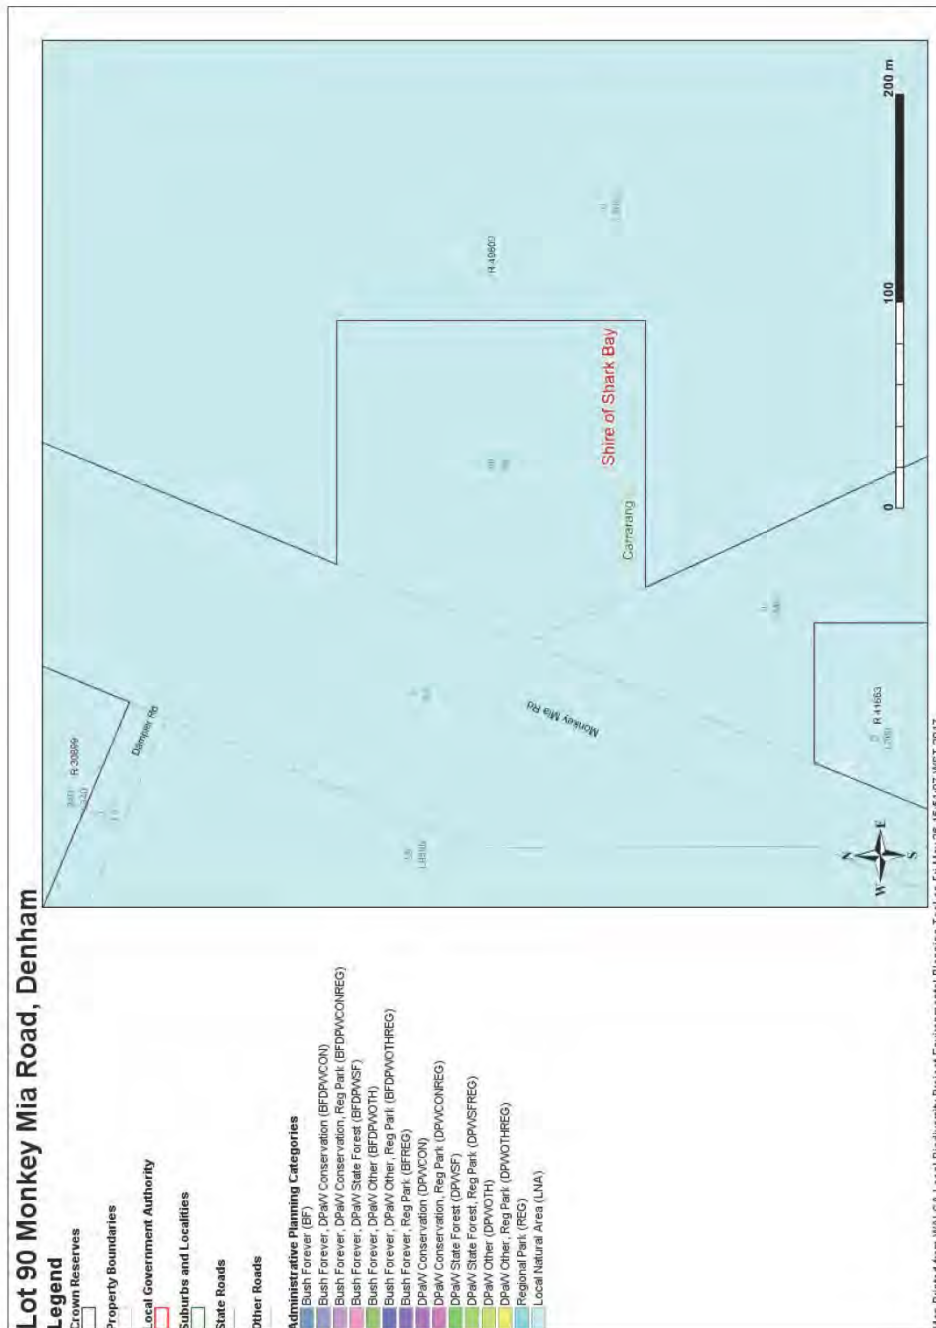 Lot 90 Monkey Mia Road, Denham
Legend
Crown Reserves
Property Boundaries
Local Government Authority
Suburbs and Localities
State Roads
Other Roads
Administrative Planning Categories
Bush Forever (BF)
Bush Forever, DPaW Conservation (BFDPWCON)
Bush Forever, DPaW Conservation, Reg Park (BFDPWCONREG)
Bush Forever, DPaW State Forest (BFDPWSF)
Bush Forever, DPaW Other (BFDPWOTH)
Bush Forever, DPaW Other, Reg Park (BFDPWOTHREG)
Bush Forever, Reg Park (BFREG)
DPaW Conservation (DPWCON)
DPaW Conservation, Reg Park (DPWCONREG)
DPaW State Forest (DPWSF)
DPaW State Forest, Reg Park (DPWSFREG)
DPaW Other (DPWOTH)
DPaW Other, Reg Park (DPWOTHREG)
Regional Park (REG)
Local Natural Area (LNA)
R 30899
Damper Rd
Monkey Mia Rd
R 49809
Shire of Shark Bay
Carrarang
R 41663
N
W E
S
0 100 200 m